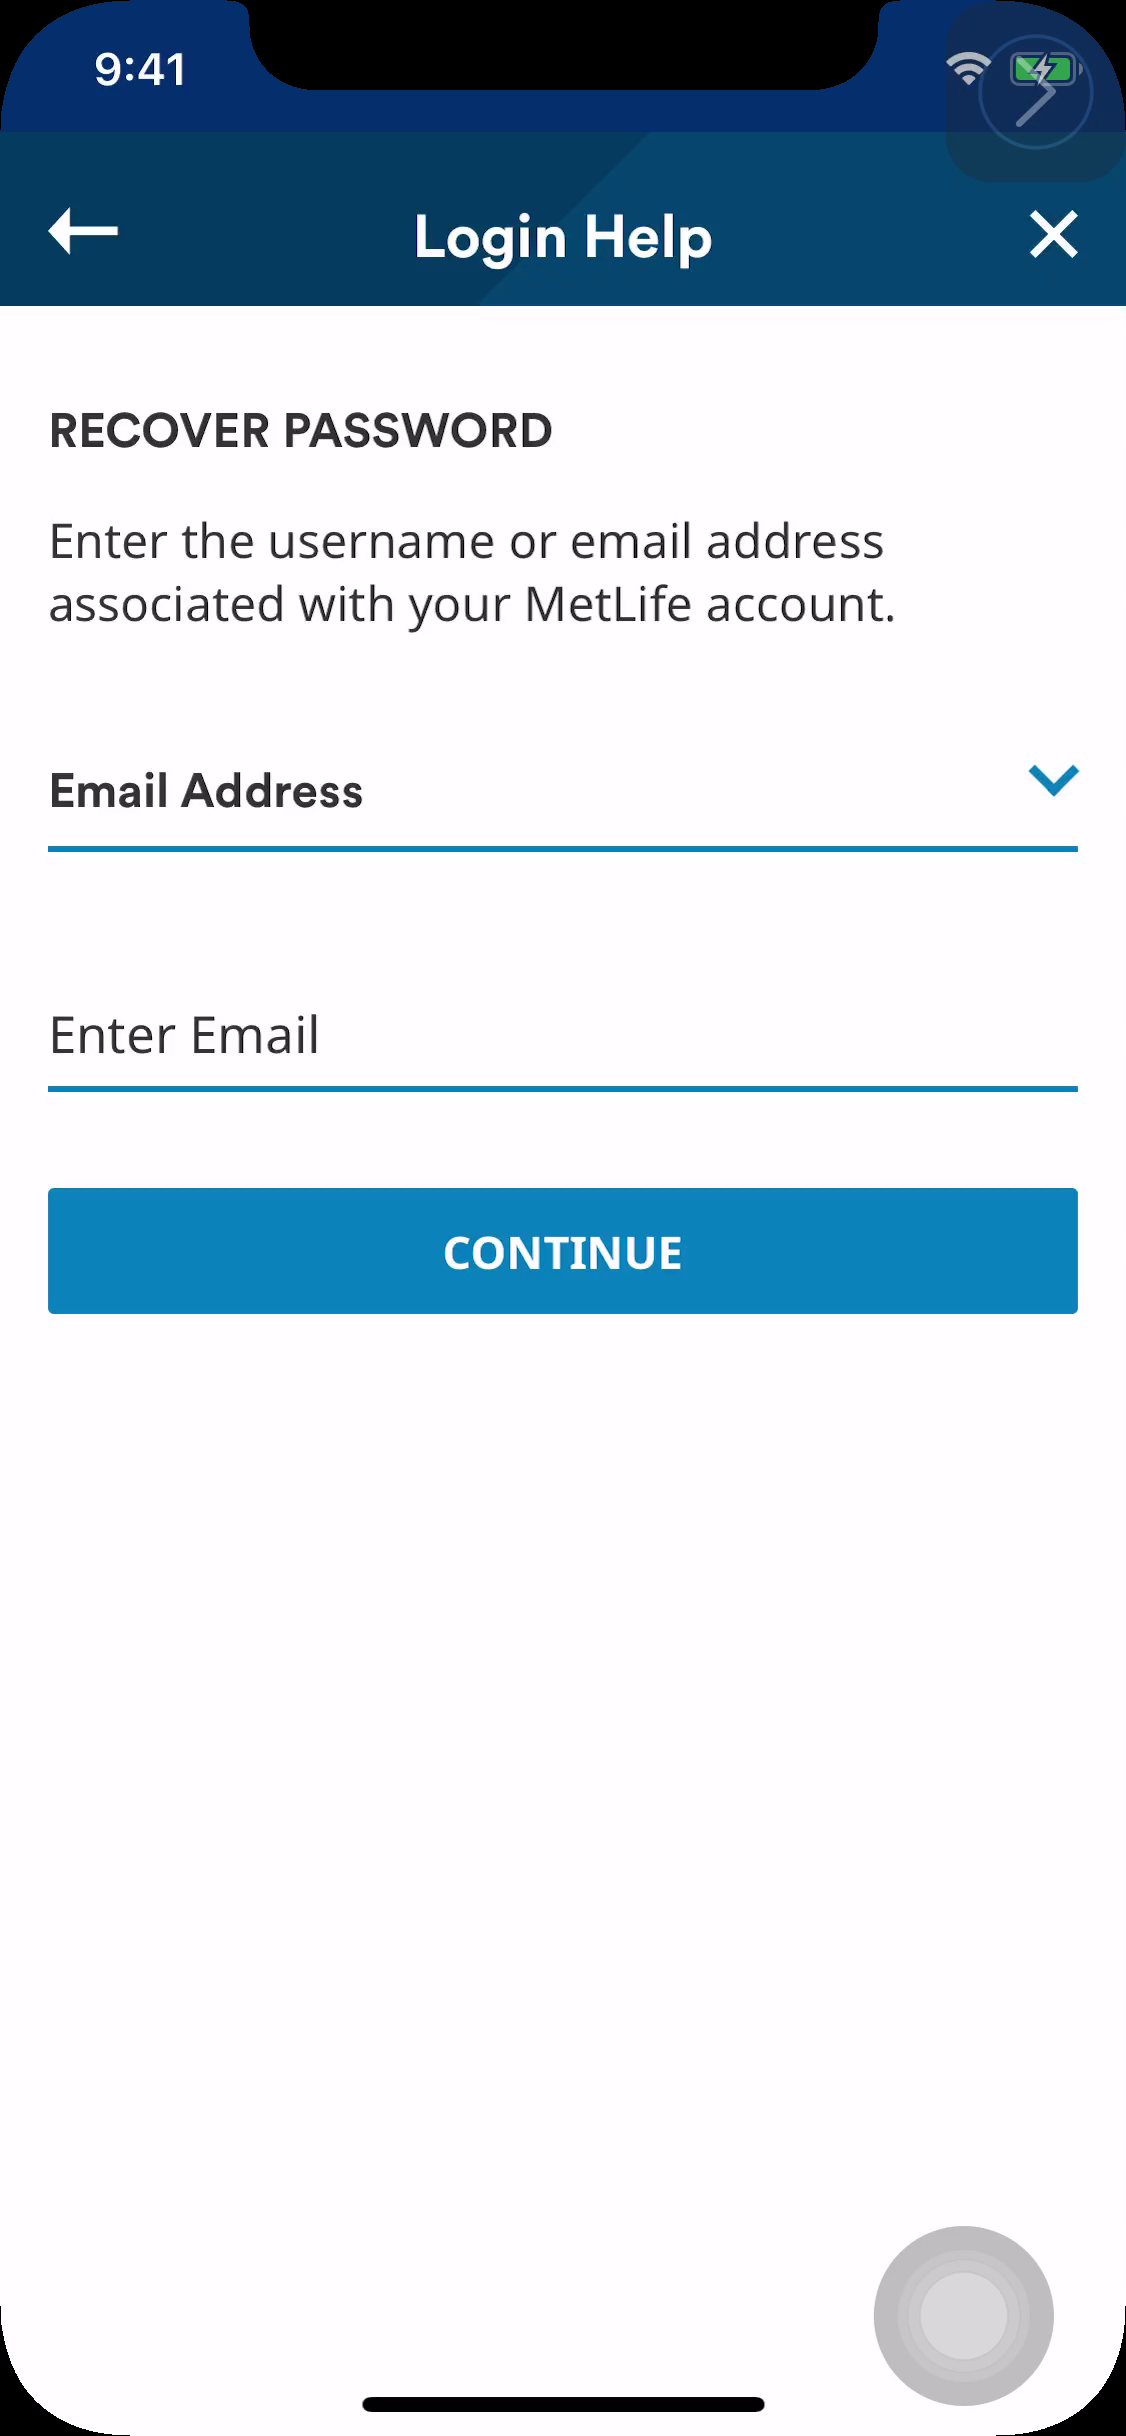 9:41
Login Help
RECOVER PASSWORD
Enter the username or email address
associated with your MetLife account.
Email Address
Enter Email
CONTINUE